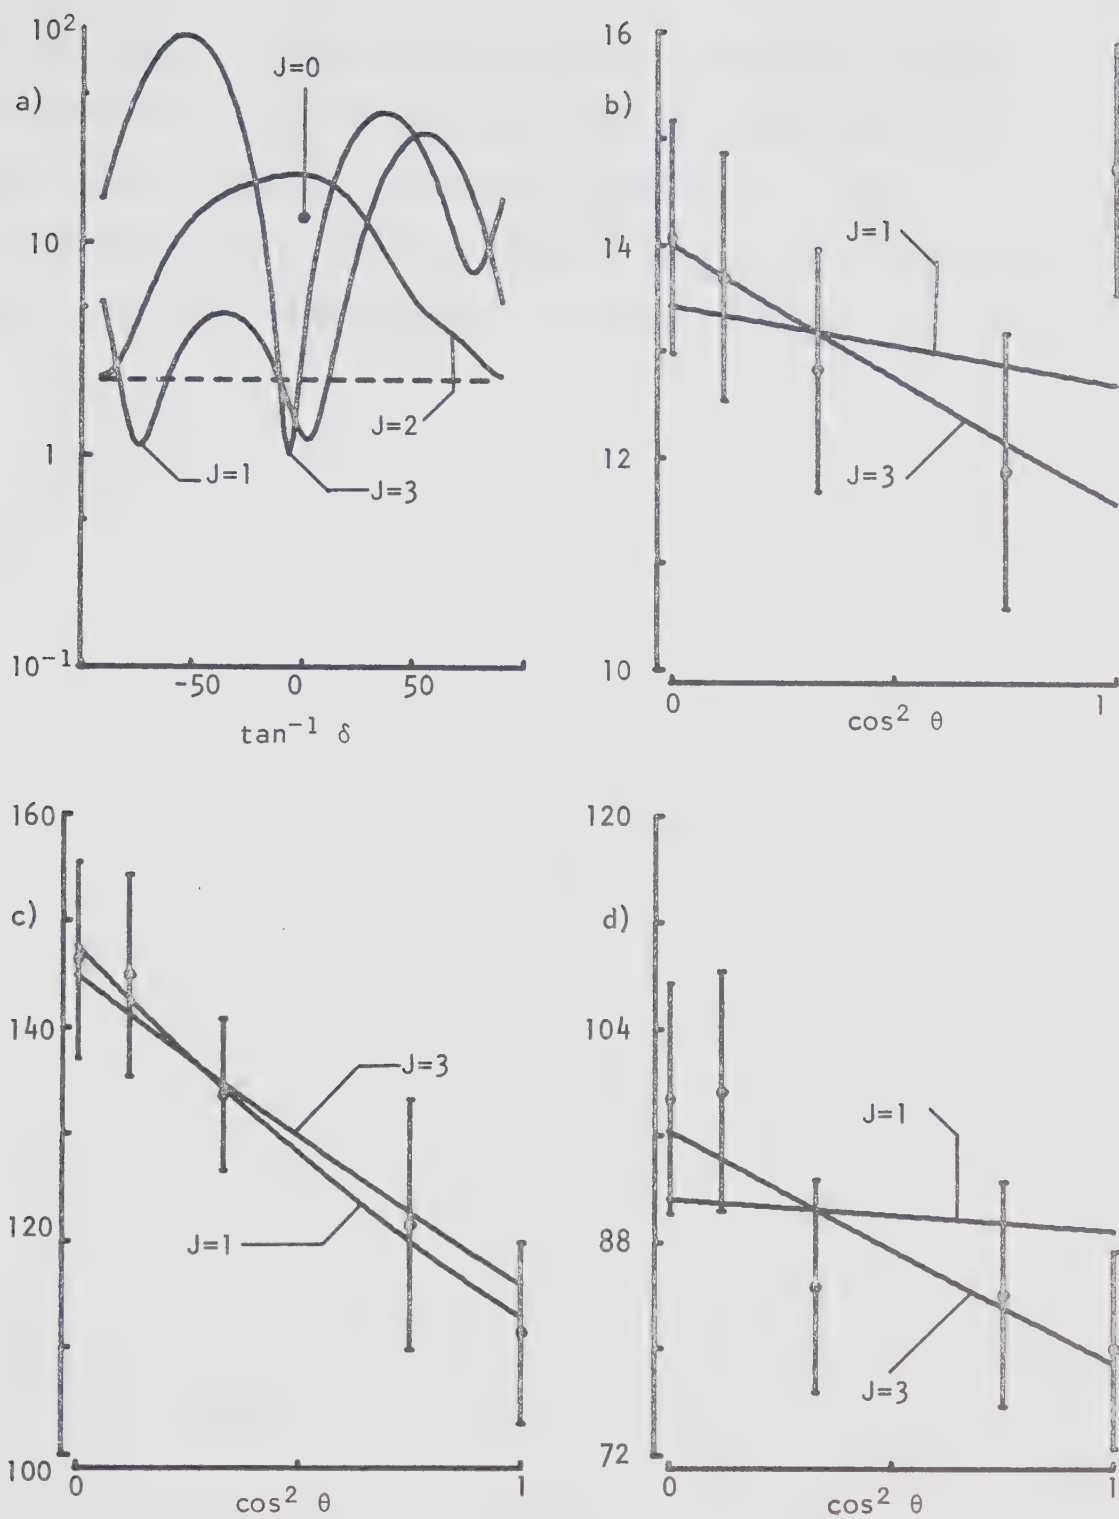 a)
10²
10
1
10⁻¹
J=0
J=2
J=1
J=3
-50
0
50
tan⁻¹ δ
b)
16
14
12
10
J=1
J=3
0
1
cos² θ
c)
160
140
120
100
J=3
J=1
0
1
cos² θ
d)
120
104
88
72
J=1
J=3
0
1
cos² θ